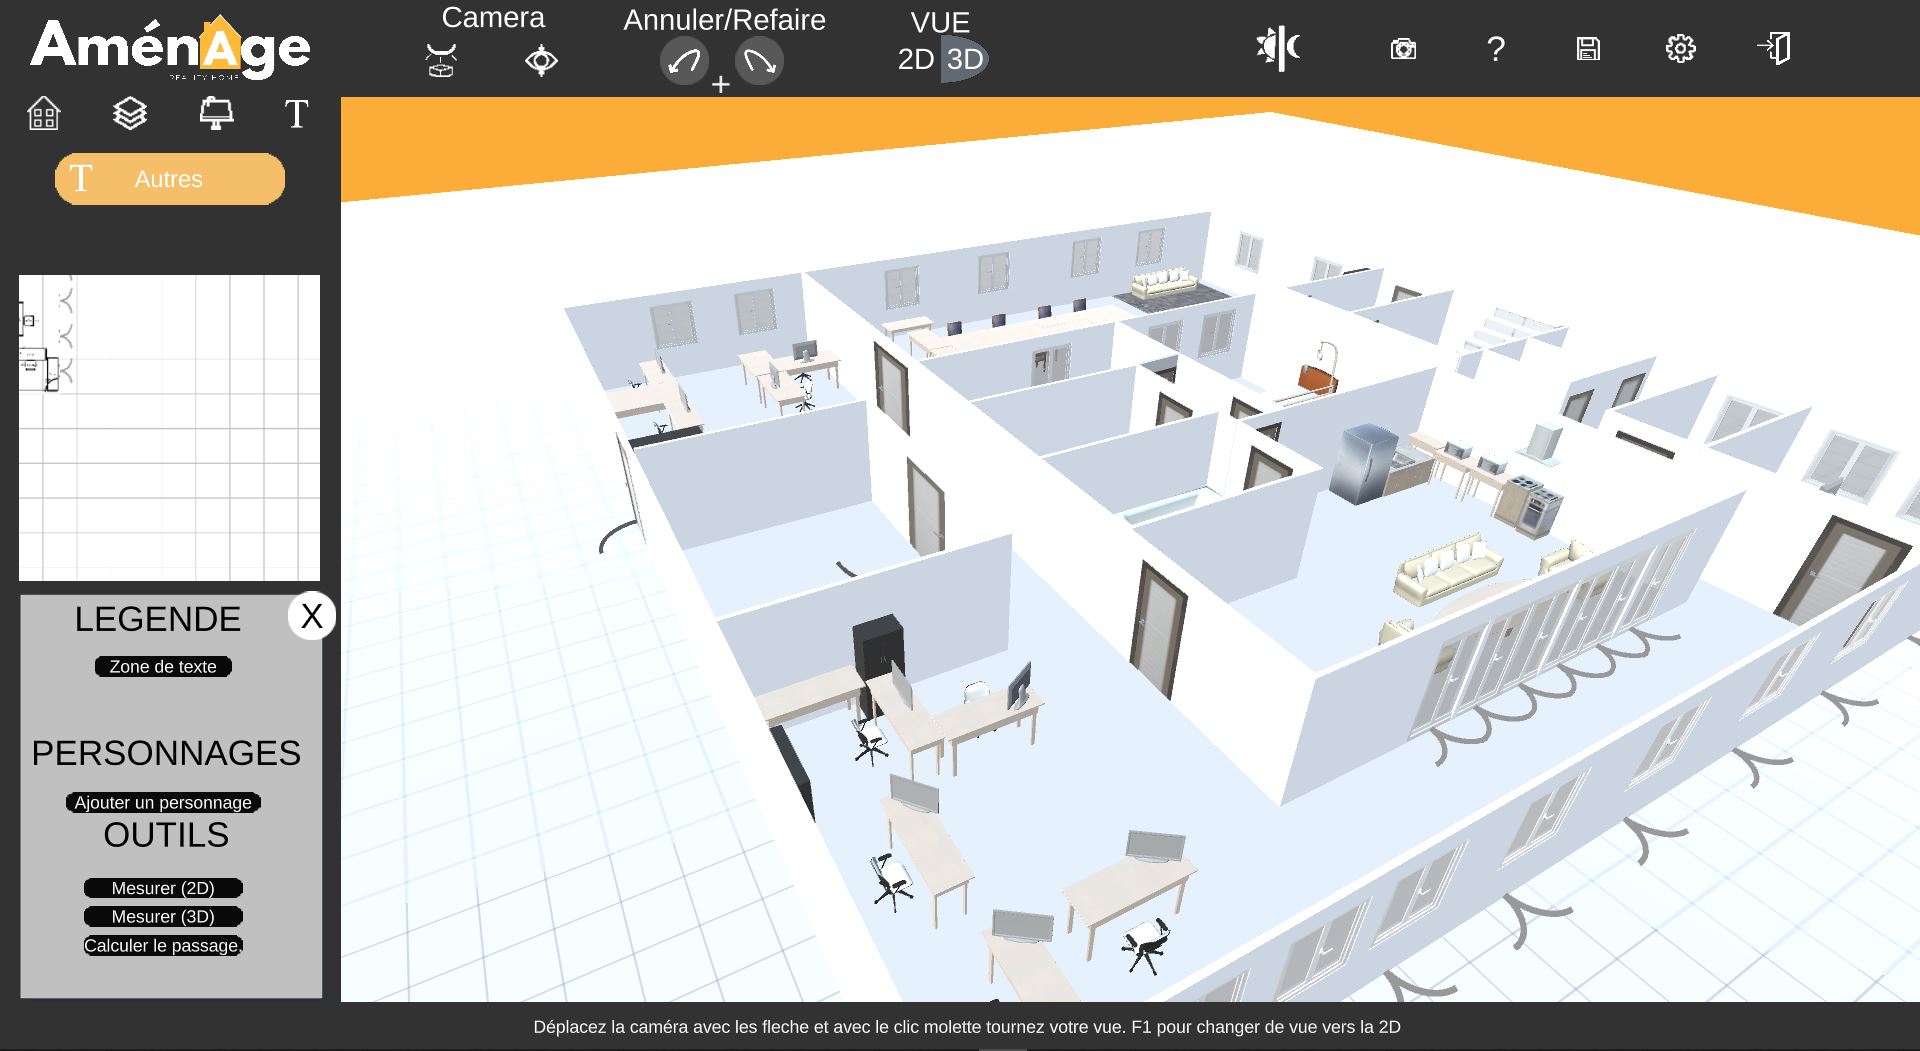 AménAge
REALITY HOME
Camera
Annuler/Refaire
+
VUE
2D 3D
?
T
T Autres
LEGENDE
X
Zone de texte
PERSONNAGES
Ajouter un personnage
OUTILS
Mesurer (2D)
Mesurer (3D)
Calculer le passage
Déplacez la caméra avec les fleche et avec le clic molette tournez votre vue. F1 pour changer de vue vers la 2D